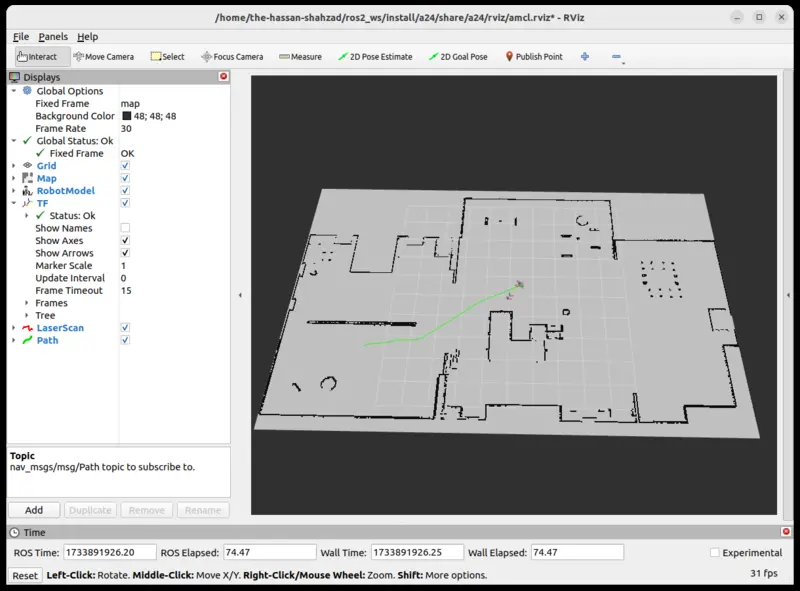 /home/the-hassan-shahzad/ros2_ws/install/a24/share/a24/rviz/amcl.rviz* - RViz
File Panels Help
Interact Move Camera Select Focus Camera Measure 2D Pose Estimate 2D Goal Pose Publish Point
Displays
Global Options
Fixed Frame map
Background Color 48; 48; 48
Frame Rate 30
Global Status: Ok
Fixed Frame OK
Grid
Map
RobotModel
TF
Status: Ok
Show Names
Show Axes
Show Arrows
Marker Scale 1
Update Interval 0
Frame Timeout 15
Frames
Tree
LaserScan
Path
Topic
nav_msgs/msg/Path topic to subscribe to.
Add Duplicate Remove Rename
Time
ROS Time: 1733891926.20 ROS Elapsed: 74.47 Wall Time: 1733891926.25 Wall Elapsed: 74.47 Experimental
Reset Left-Click: Rotate. Middle-Click: Move X/Y. Right-Click/Mouse Wheel: Zoom. Shift: More options. 31 fps